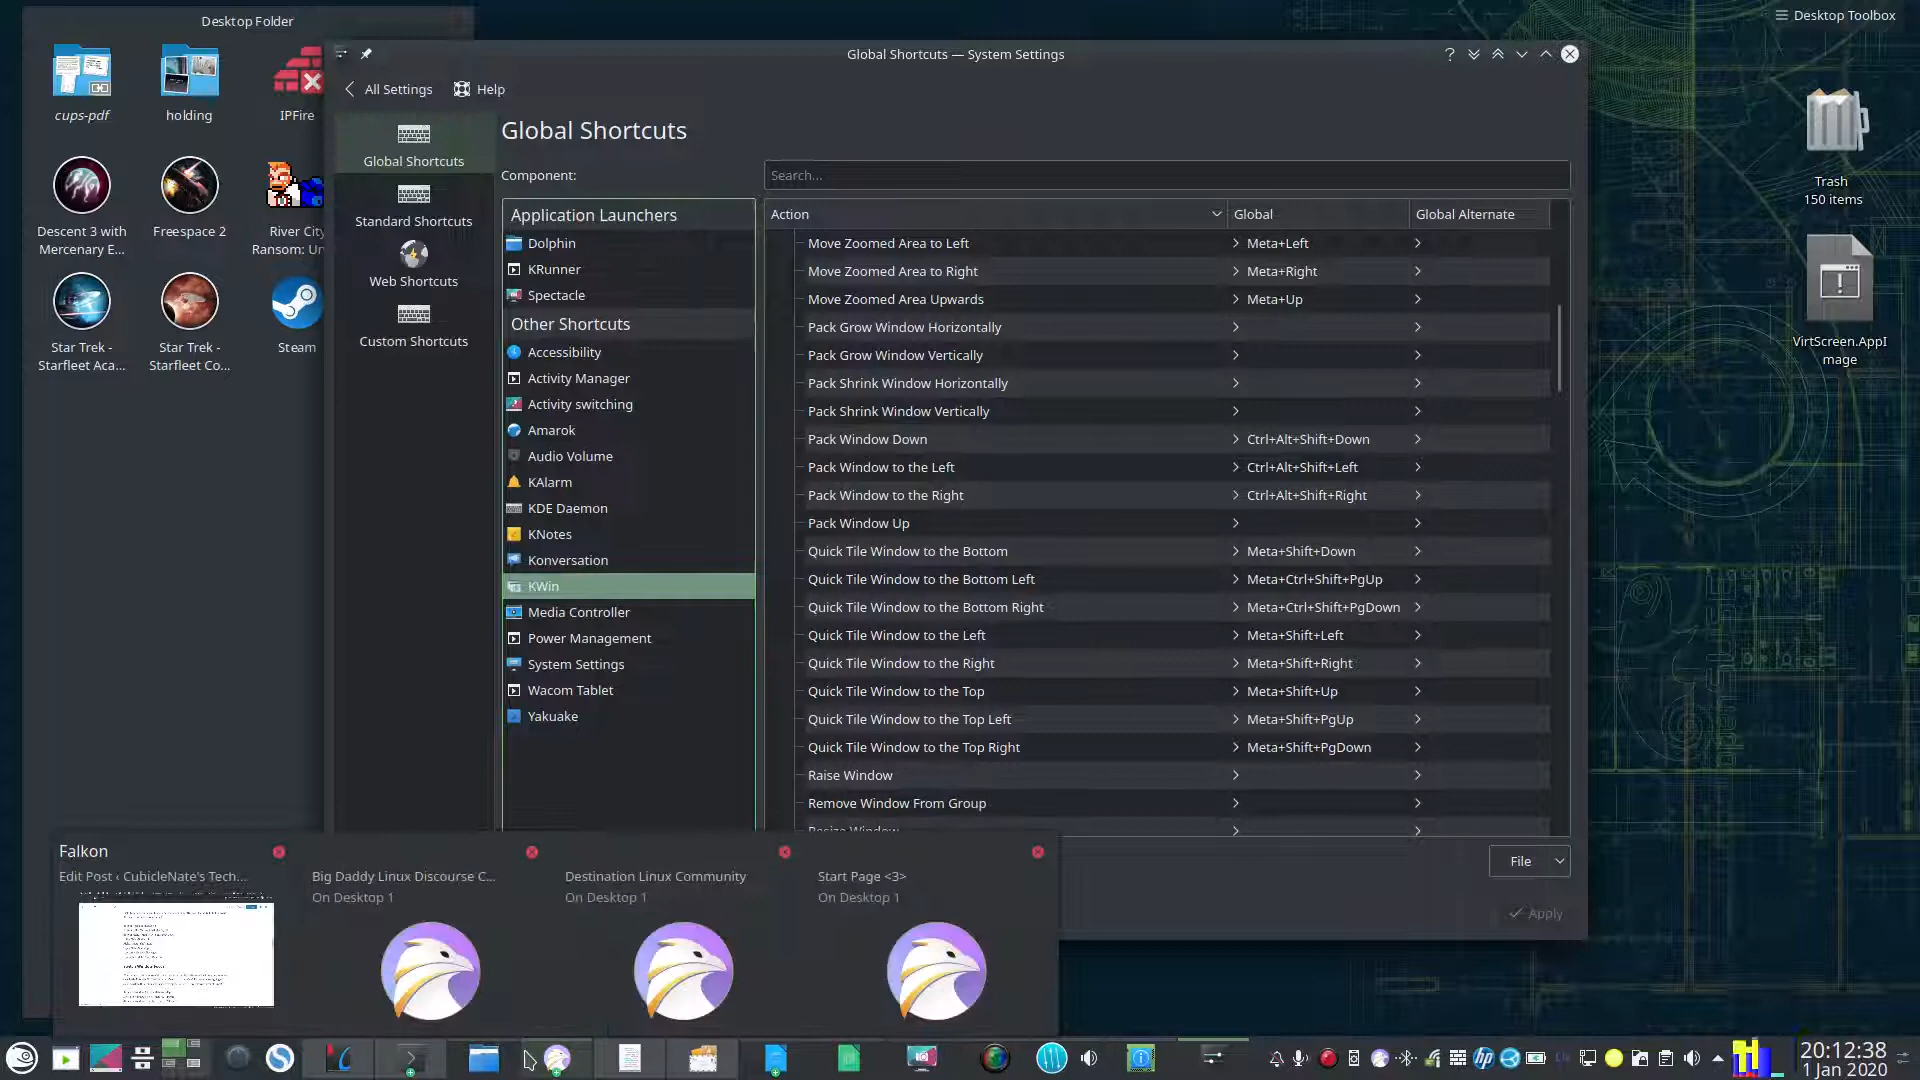 Desktop Folder
Desktop Toolbox
cups-pdf
holding
IPFire
Descent 3 with
Mercenary E...
Freespace 2
River City
Ransom: Un
Star Trek -
Starfleet Aca...
Star Trek -
Starfleet Co...
Steam
Trash
150 items
VirtScreen.AppI
mage
Global Shortcuts — System Settings
All Settings
Help
Global Shortcuts
Standard Shortcuts
Web Shortcuts
Custom Shortcuts
Global Shortcuts
Component:
Search...
Application Launchers
Dolphin
KRunner
Spectacle
Other Shortcuts
Accessibility
Activity Manager
Activity switching
Amarok
Audio Volume
KAlarm
KDE Daemon
KNotes
Konversation
KWin
Media Controller
Power Management
System Settings
Wacom Tablet
Yakuake
Action Global Global Alternate
Move Zoomed Area to Left Meta+Left
Move Zoomed Area to Right Meta+Right
Move Zoomed Area Upwards Meta+Up
Pack Grow Window Horizontally
Pack Grow Window Vertically
Pack Shrink Window Horizontally
Pack Shrink Window Vertically
Pack Window Down Ctrl+Alt+Shift+Down
Pack Window to the Left Ctrl+Alt+Shift+Left
Pack Window to the Right Ctrl+Alt+Shift+Right
Pack Window Up
Quick Tile Window to the Bottom Meta+Shift+Down
Quick Tile Window to the Bottom Left Meta+Ctrl+Shift+PgUp
Quick Tile Window to the Bottom Right Meta+Ctrl+Shift+PgDown
Quick Tile Window to the Left Meta+Shift+Left
Quick Tile Window to the Right Meta+Shift+Right
Quick Tile Window to the Top Meta+Shift+Up
Quick Tile Window to the Top Left Meta+Shift+PgUp
Quick Tile Window to the Top Right Meta+Shift+PgDown
Raise Window
Remove Window From Group
Resize Window
File
Apply
Falkon
Edit Post ‹ CubicleNate's Tech...
Big Daddy Linux Discourse C...
On Desktop 1
Destination Linux Community
On Desktop 1
Start Page <3>
On Desktop 1
20:12:38
1 Jan 2020